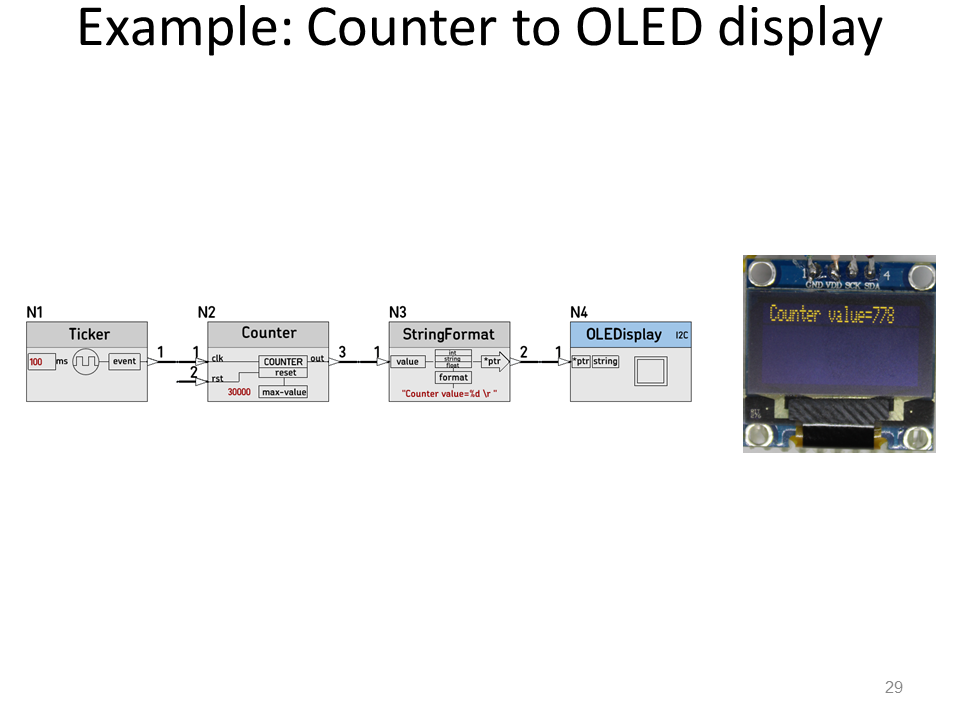 Example: Counter to OLED display
N1
Ticker
100 ms
event
1
N2
Counter
1
clk
2
rst
COUNTER
reset
out
30000
max-value
3
N3
StringFormat
1
value
int
string
float
format
*ptr
"Counter value=%d \r "
2
N4
OLEDisplay I2C
1
*ptr string
1 4
GND VDD SCK SDA
Counter value=778
29